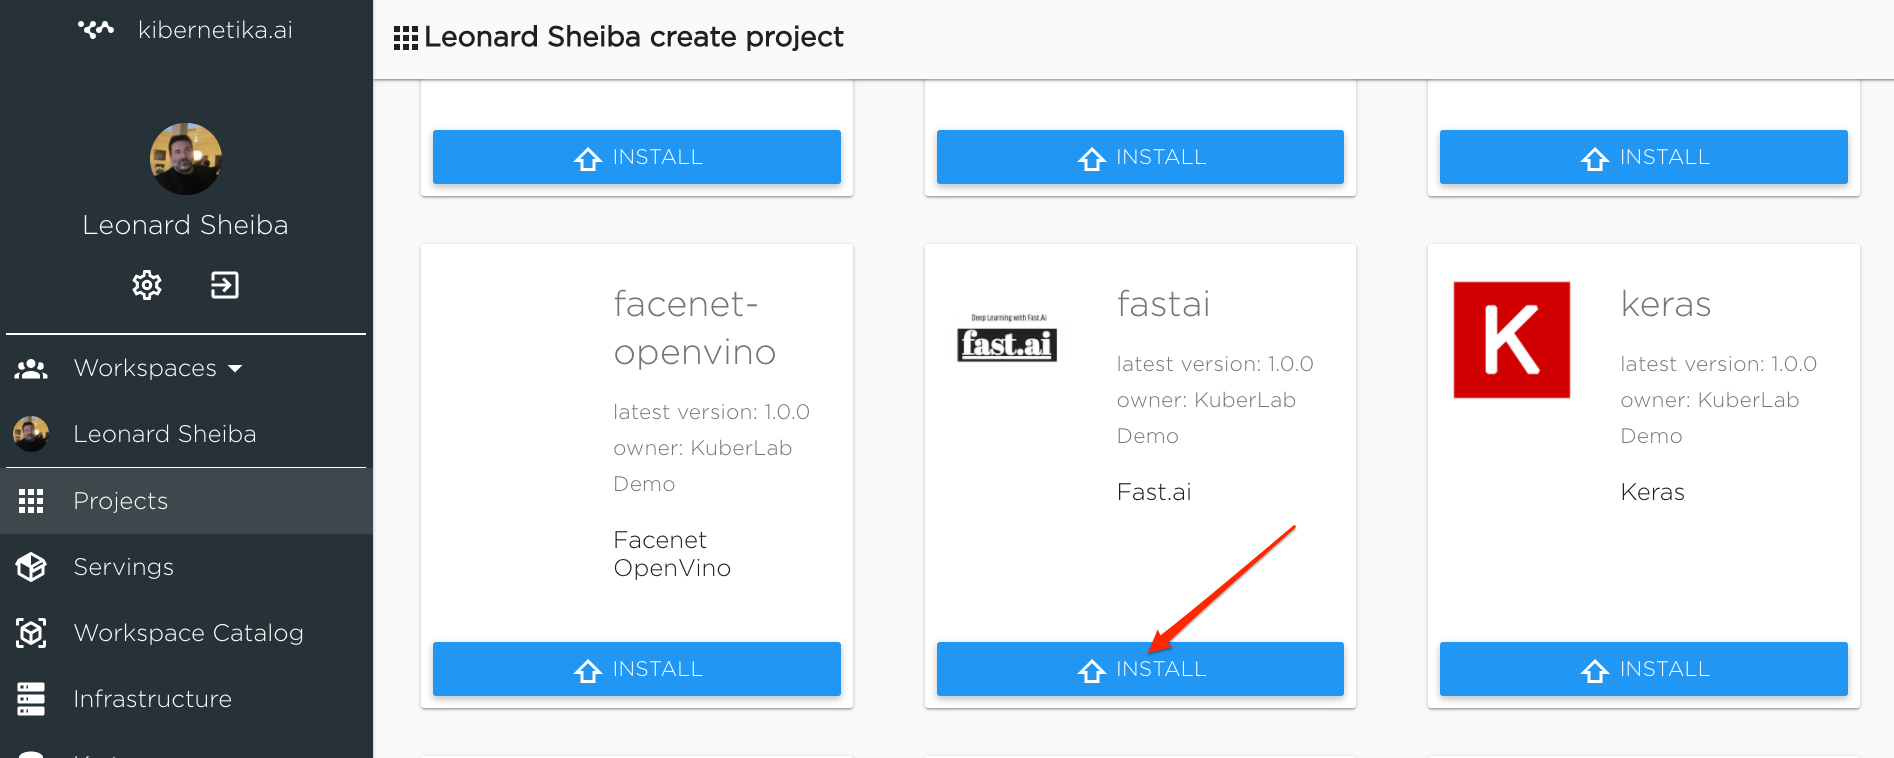 kibernetika.ai
Leonard Sheiba
Workspaces
Leonard Sheiba
Projects
Servings
Workspace Catalog
Infrastructure
Leonard Sheiba create project
INSTALL
INSTALL
INSTALL
facenet-
openvino
latest version: 1.0.0
owner: KuberLab
Demo
Facenet
OpenVino
INSTALL
Deep Learning with Fast.Ai
fast.ai
fastai
latest version: 1.0.0
owner: KuberLab
Demo
Fast.ai
INSTALL
K
keras
latest version: 1.0.0
owner: KuberLab
Demo
Keras
INSTALL